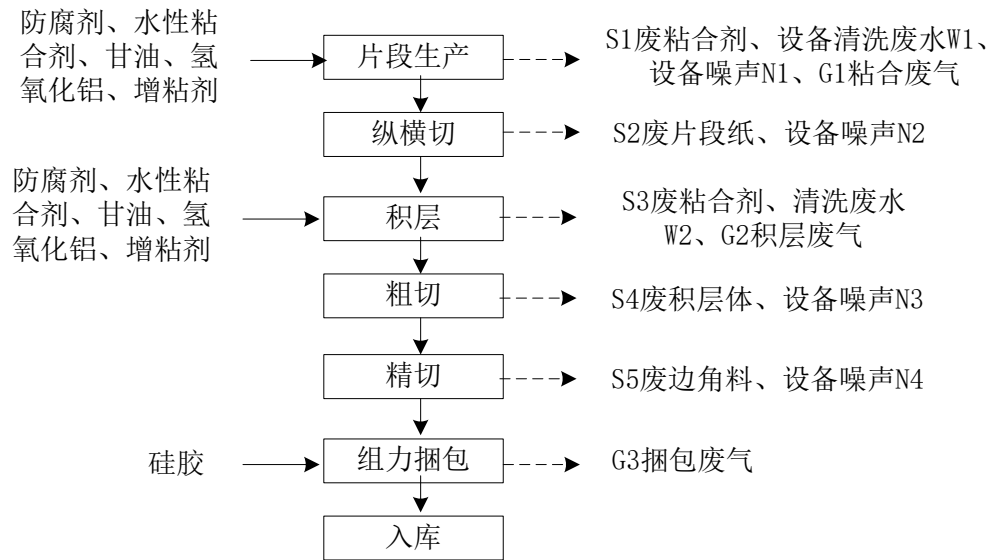 防腐剂、水性粘
合剂、甘油、氢
氧化铝、增粘剂
片段生产
S1废粘合剂、设备清洗废水W1、
设备噪声N1、G1粘合废气
纵横切
S2废片段纸、设备噪声N2
防腐剂、水性粘
合剂、甘油、氢
氧化铝、增粘剂
积层
S3废粘合剂、清洗废水
W2、G2积层废气
粗切
S4废积层体、设备噪声N3
精切
S5废边角料、设备噪声N4
硅胶
组力捆包
G3捆包废气
入库